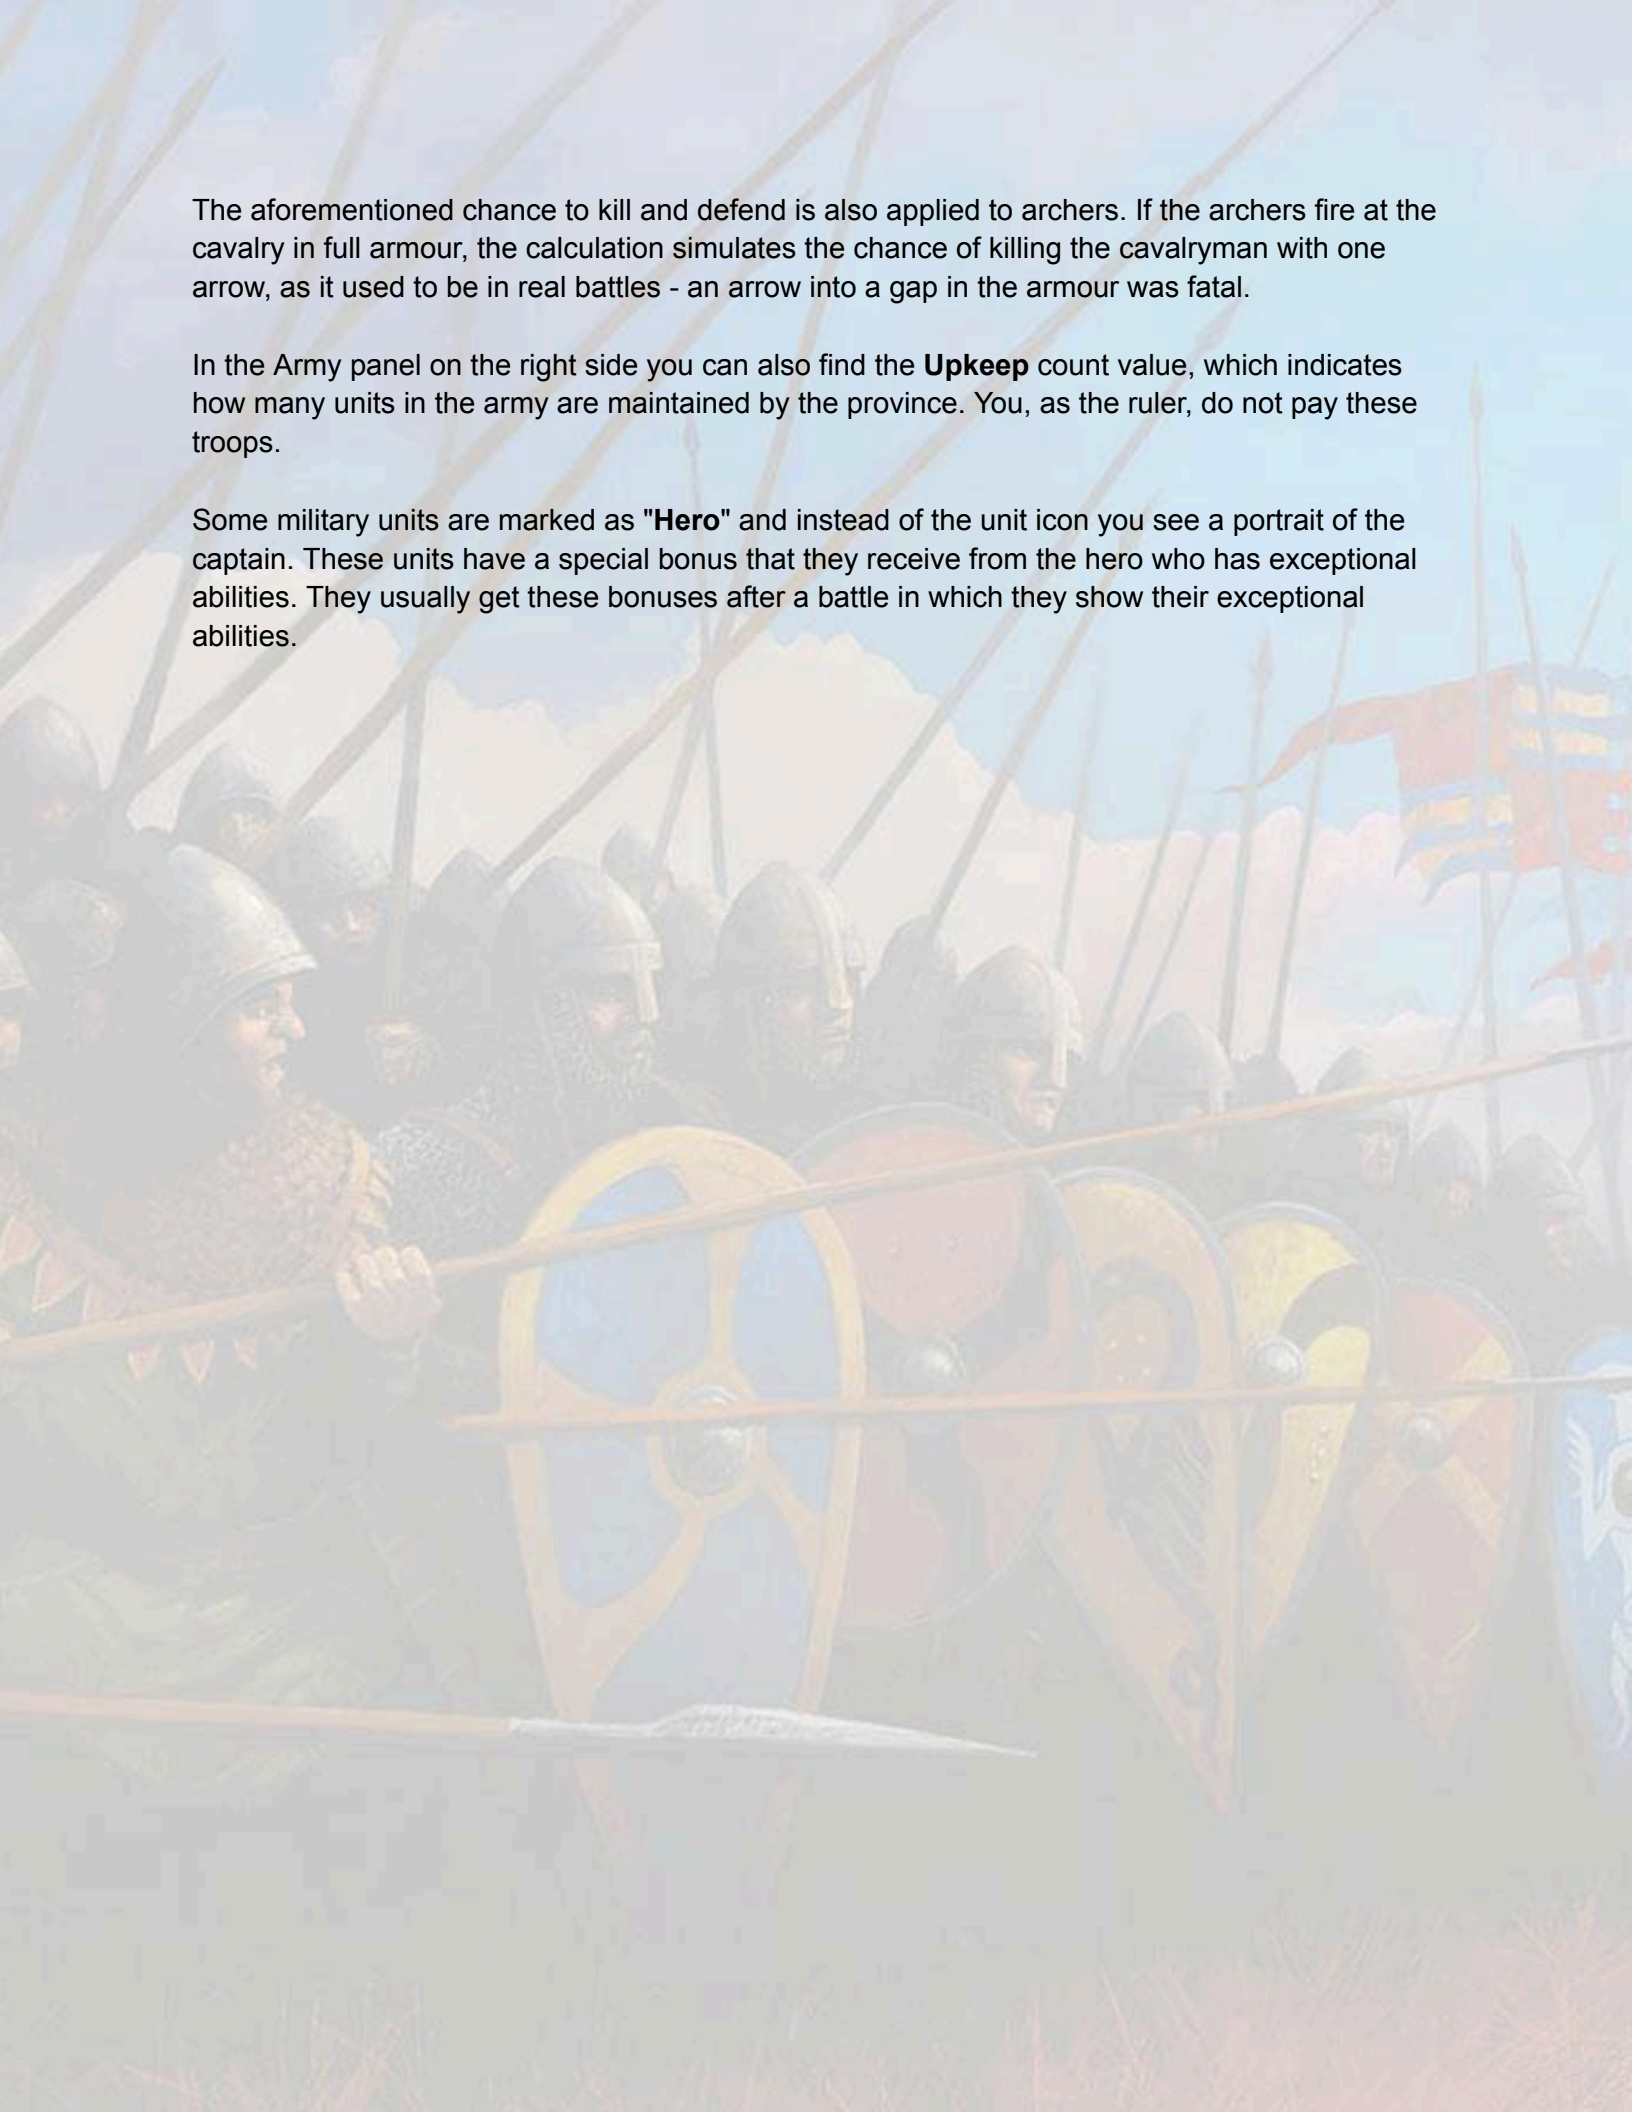 The aforementioned chance to kill and defend is also applied to archers. If the archers fire at the
cavalry in full armour, the calculation simulates the chance of killing the cavalryman with one
arrow, as it used to be in real battles - an arrow into a gap in the armour was fatal.
In the Army panel on the right side you can also find the Upkeep count value, which indicates
how many units in the army are maintained by the province. You, as the ruler, do not pay these
troops.
Some military units are marked as "Hero" and instead of the unit icon you see a portrait of the
captain. These units have a special bonus that they receive from the hero who has exceptional
abilities. They usually get these bonuses after a battle in which they show their exceptional
abilities.